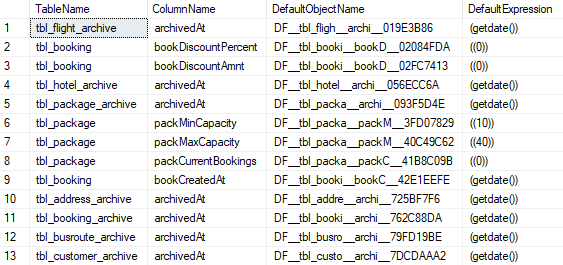 TableName ColumnName DefaultObjectName DefaultExpression
1 tbl_flight_archive archivedAt DF__tbl_fligh__archi__019E3B86 (getdate())
2 tbl_booking bookDiscountPercent DF__tbl_booki__bookD__02084FDA ((0))
3 tbl_booking bookDiscountAmnt DF__tbl_booki__bookD__02FC7413 ((0))
4 tbl_hotel_archive archivedAt DF__tbl_hotel__archi__056ECC6A (getdate())
5 tbl_package_archive archivedAt DF__tbl_packa__archi__093F5D4E (getdate())
6 tbl_package packMinCapacity DF__tbl_packa__packM__3FD07829 ((10))
7 tbl_package packMaxCapacity DF__tbl_packa__packM__40C49C62 ((40))
8 tbl_package packCurrentBookings DF__tbl_packa__packC__41B8C09B ((0))
9 tbl_booking bookCreatedAt DF__tbl_booki__bookC__42E1EEFE (getdate())
10 tbl_address_archive archivedAt DF__tbl_addre__archi__725BF7F6 (getdate())
11 tbl_booking_archive archivedAt DF__tbl_booki__archi__762C88DA (getdate())
12 tbl_busroute_archive archivedAt DF__tbl_busro__archi__79FD19BE (getdate())
13 tbl_customer_archive archivedAt DF__tbl_custo__archi__7DCDAAA2 (getdate())